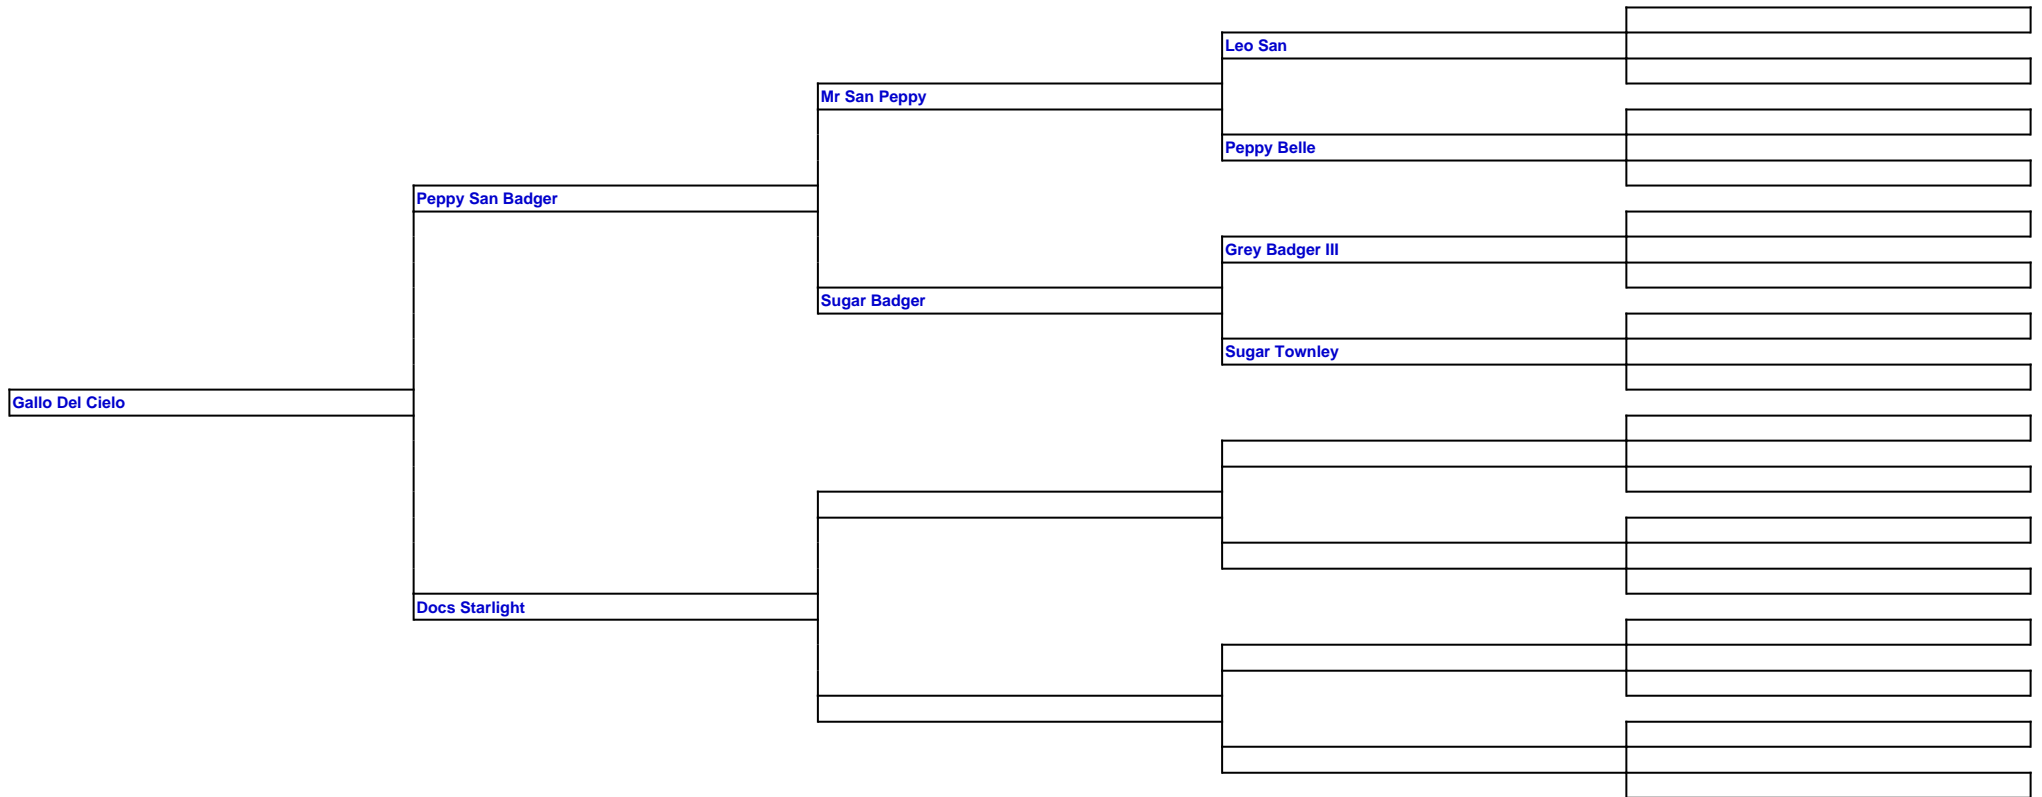 Leo San
Mr San Peppy
Peppy Belle
Peppy San Badger
Grey Badger III
Sugar Badger
Sugar Townley
Gallo Del Cielo
Docs Starlight